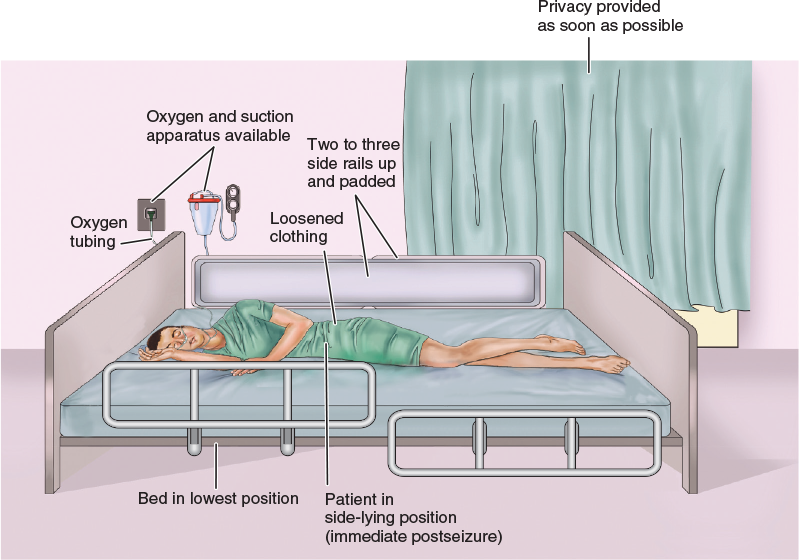 Privacy provided
as soon as possible
Oxygen and suction
apparatus available
Two to three
side rails up
and padded
Oxygen
tubing
Loosened
clothing
Bed in lowest position
Patient in
side-lying position
(immediate postseizure)